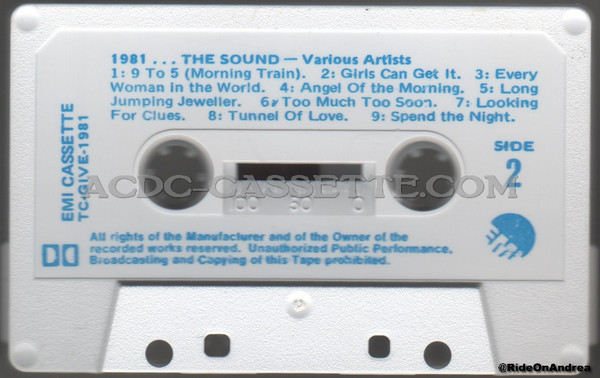 1981 . . . THE SOUND — Various Artists
1: 9 To 5 (Morning Train). 2: Girls Can Get It. 3: Every
Woman in the World. 4: Angel Of the Morning. 5: Long
Jumping Jeweller. 6: Too Much Too Soon. 7: Looking
For Clues. 8: Tunnel Of Love. 9: Spend the Night.
EMI CASSETTE
TC-GIVE-1981
SIDE
2
ACDC-CASSETTE.COM
100 50 0
EMI
All rights of the Manufacturer and of the Owner of the
recorded works reserved. Unauthorized Public Performance,
Broadcasting and Copying of this Tape prohibited.
@RideOnAndrea